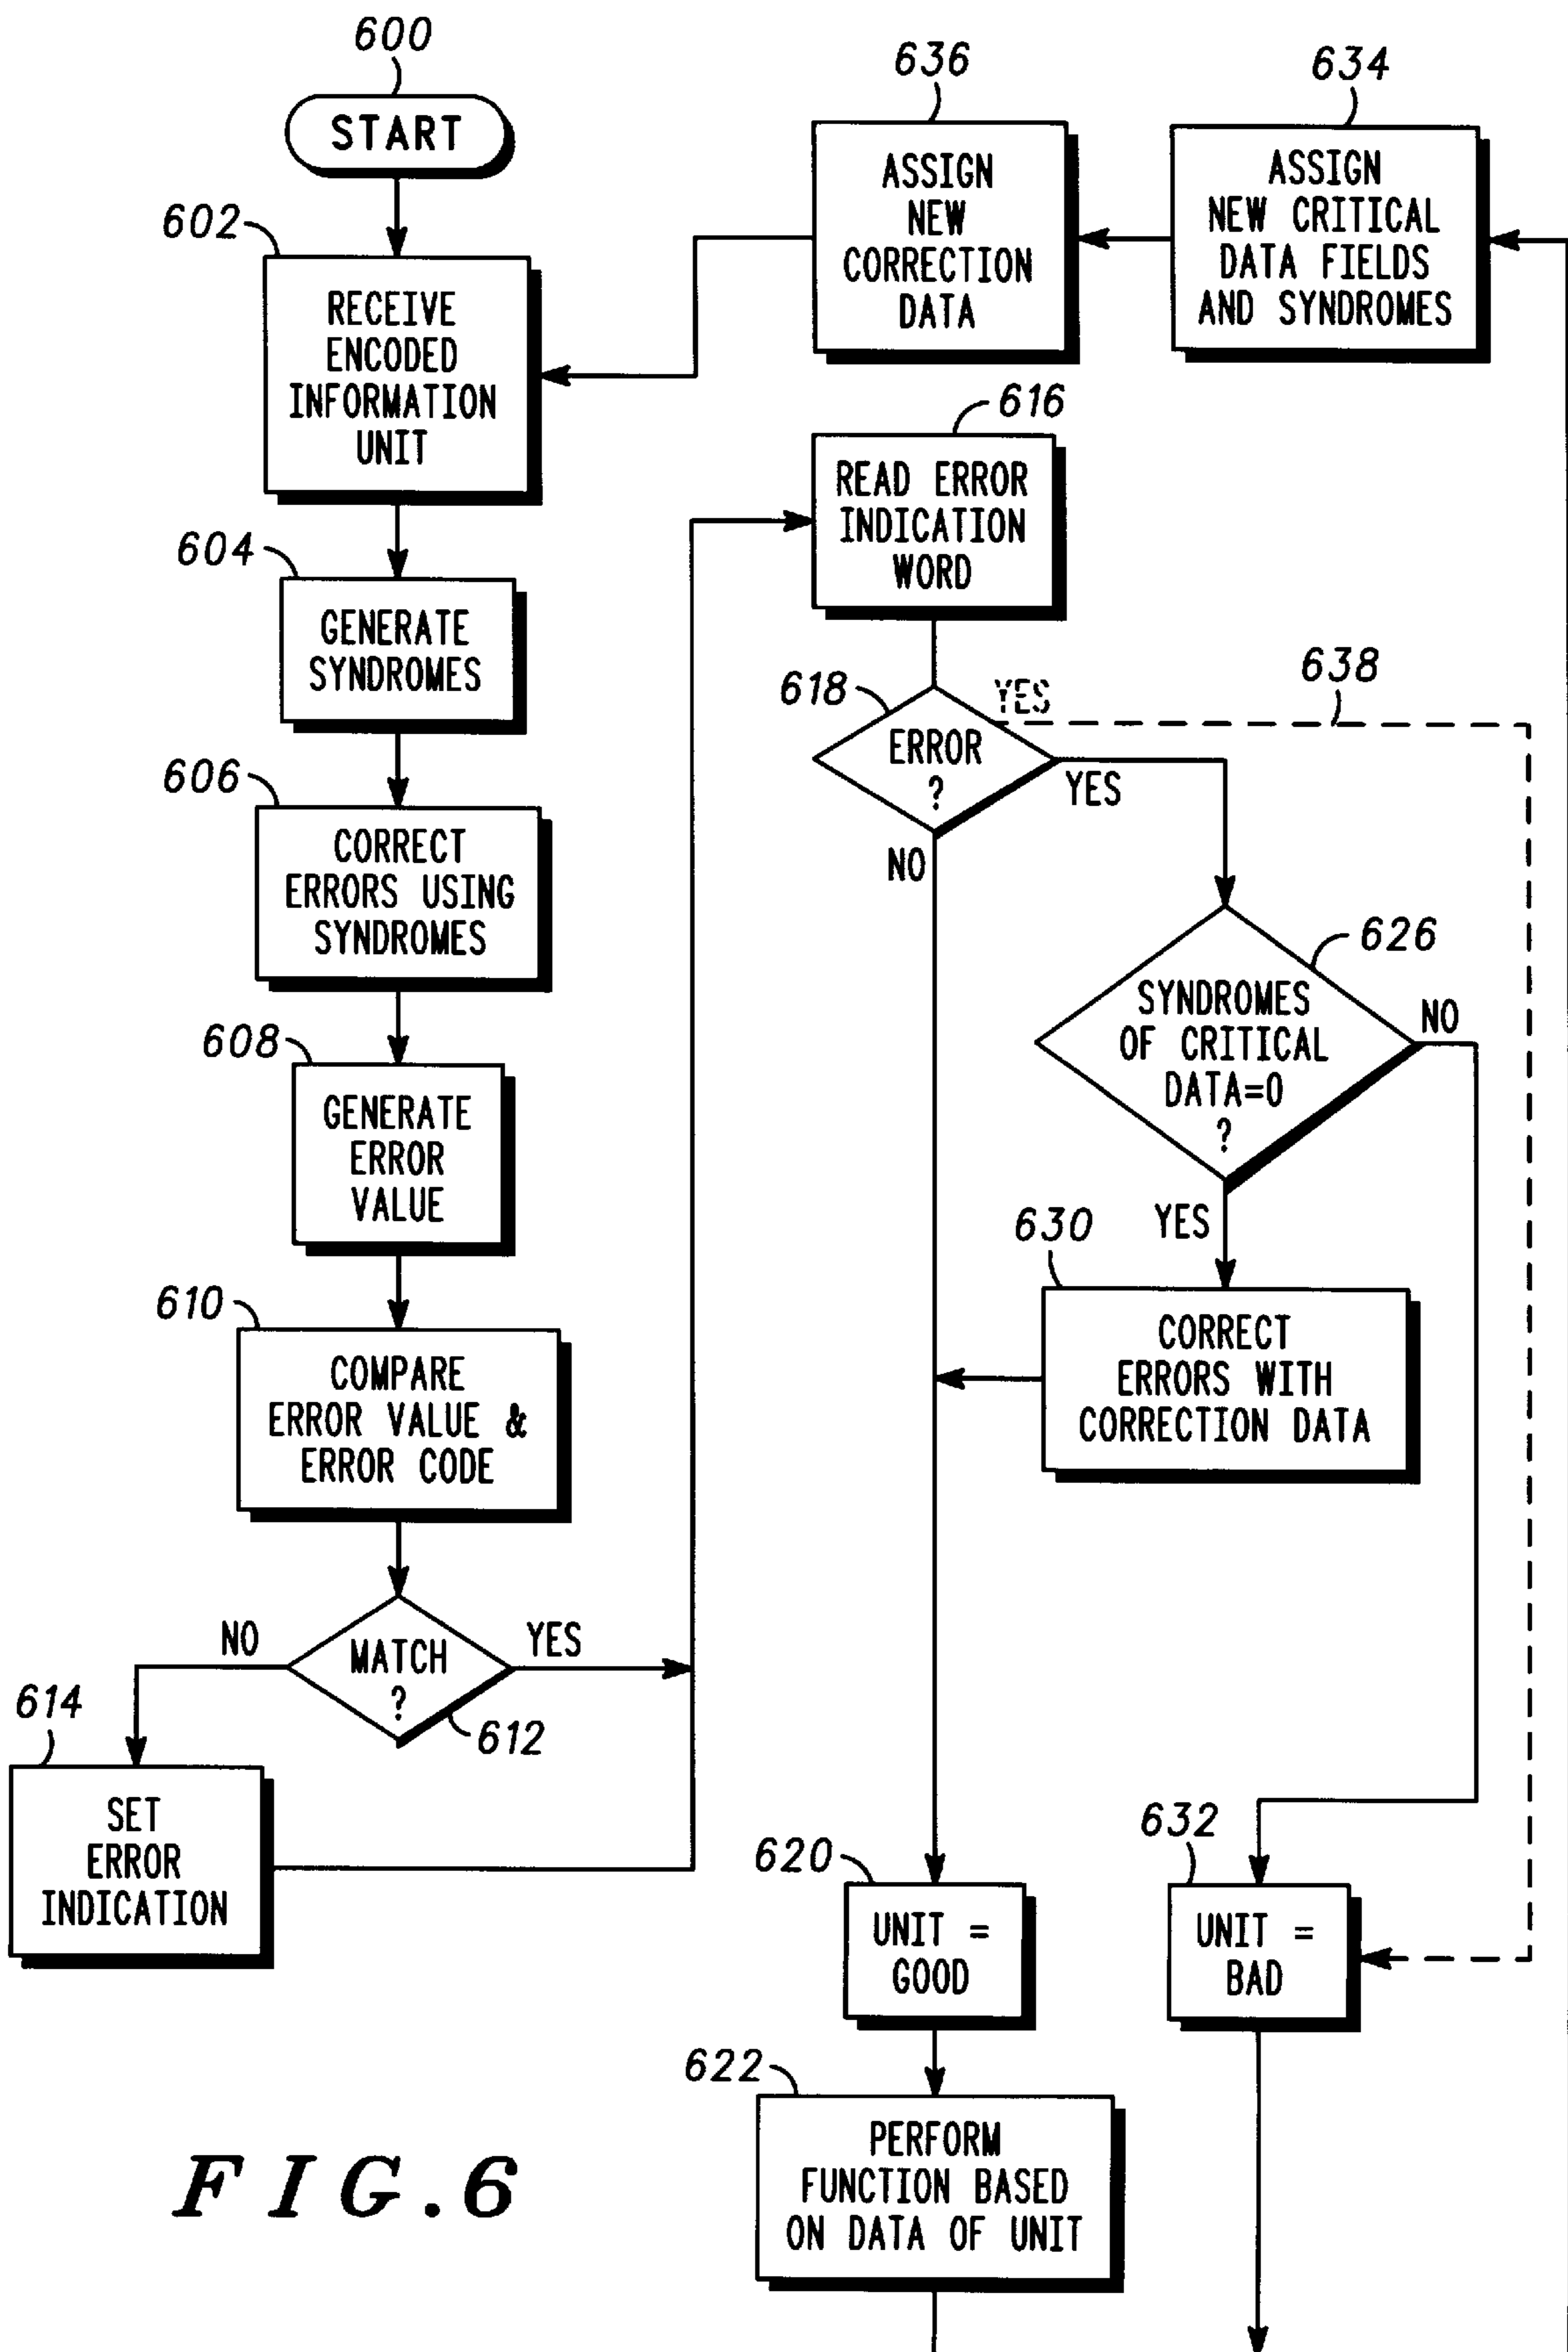 600
START
602
RECEIVE
ENCODED
INFORMATION
UNIT
604
GENERATE
SYNDROMES
606
CORRECT
ERRORS USING
SYNDROMES
608
GENERATE
ERROR
VALUE
610
COMPARE
ERROR VALUE &
ERROR CODE
NO
MATCH
?
YES
612
614
SET
ERROR
INDICATION
636
ASSIGN
NEW
CORRECTION
DATA
634
ASSIGN
NEW CRITICAL
DATA FIELDS
AND SYNDROMES
616
READ ERROR
INDICATION
WORD
618
ERROR
?
YES
638
YES
NO
626
SYNDROMES
OF CRITICAL
DATA=0
?
NO
YES
630
CORRECT
ERRORS WITH
CORRECTION DATA
620
UNIT =
GOOD
632
UNIT =
BAD
622
PERFORM
FUNCTION BASED
ON DATA OF UNIT
FIG.6